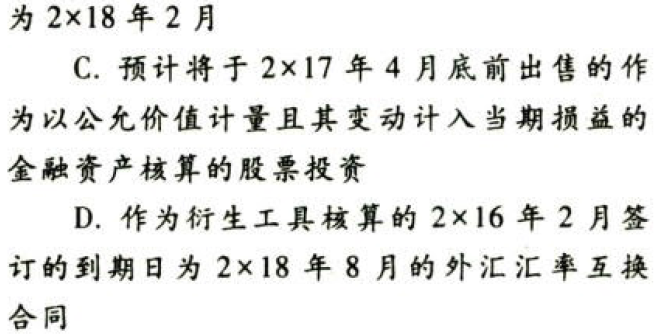 为 2×18 年 2 月
C. 预计将于 2×17 年 4 月底前出售的作
为以公允价值计量且其变动计入当期损益的
金融资产核算的股票投资
D. 作为衍生工具核算的 2×16 年 2 月签
订的到期日为 2×18 年 8 月的外汇汇率互换
合同